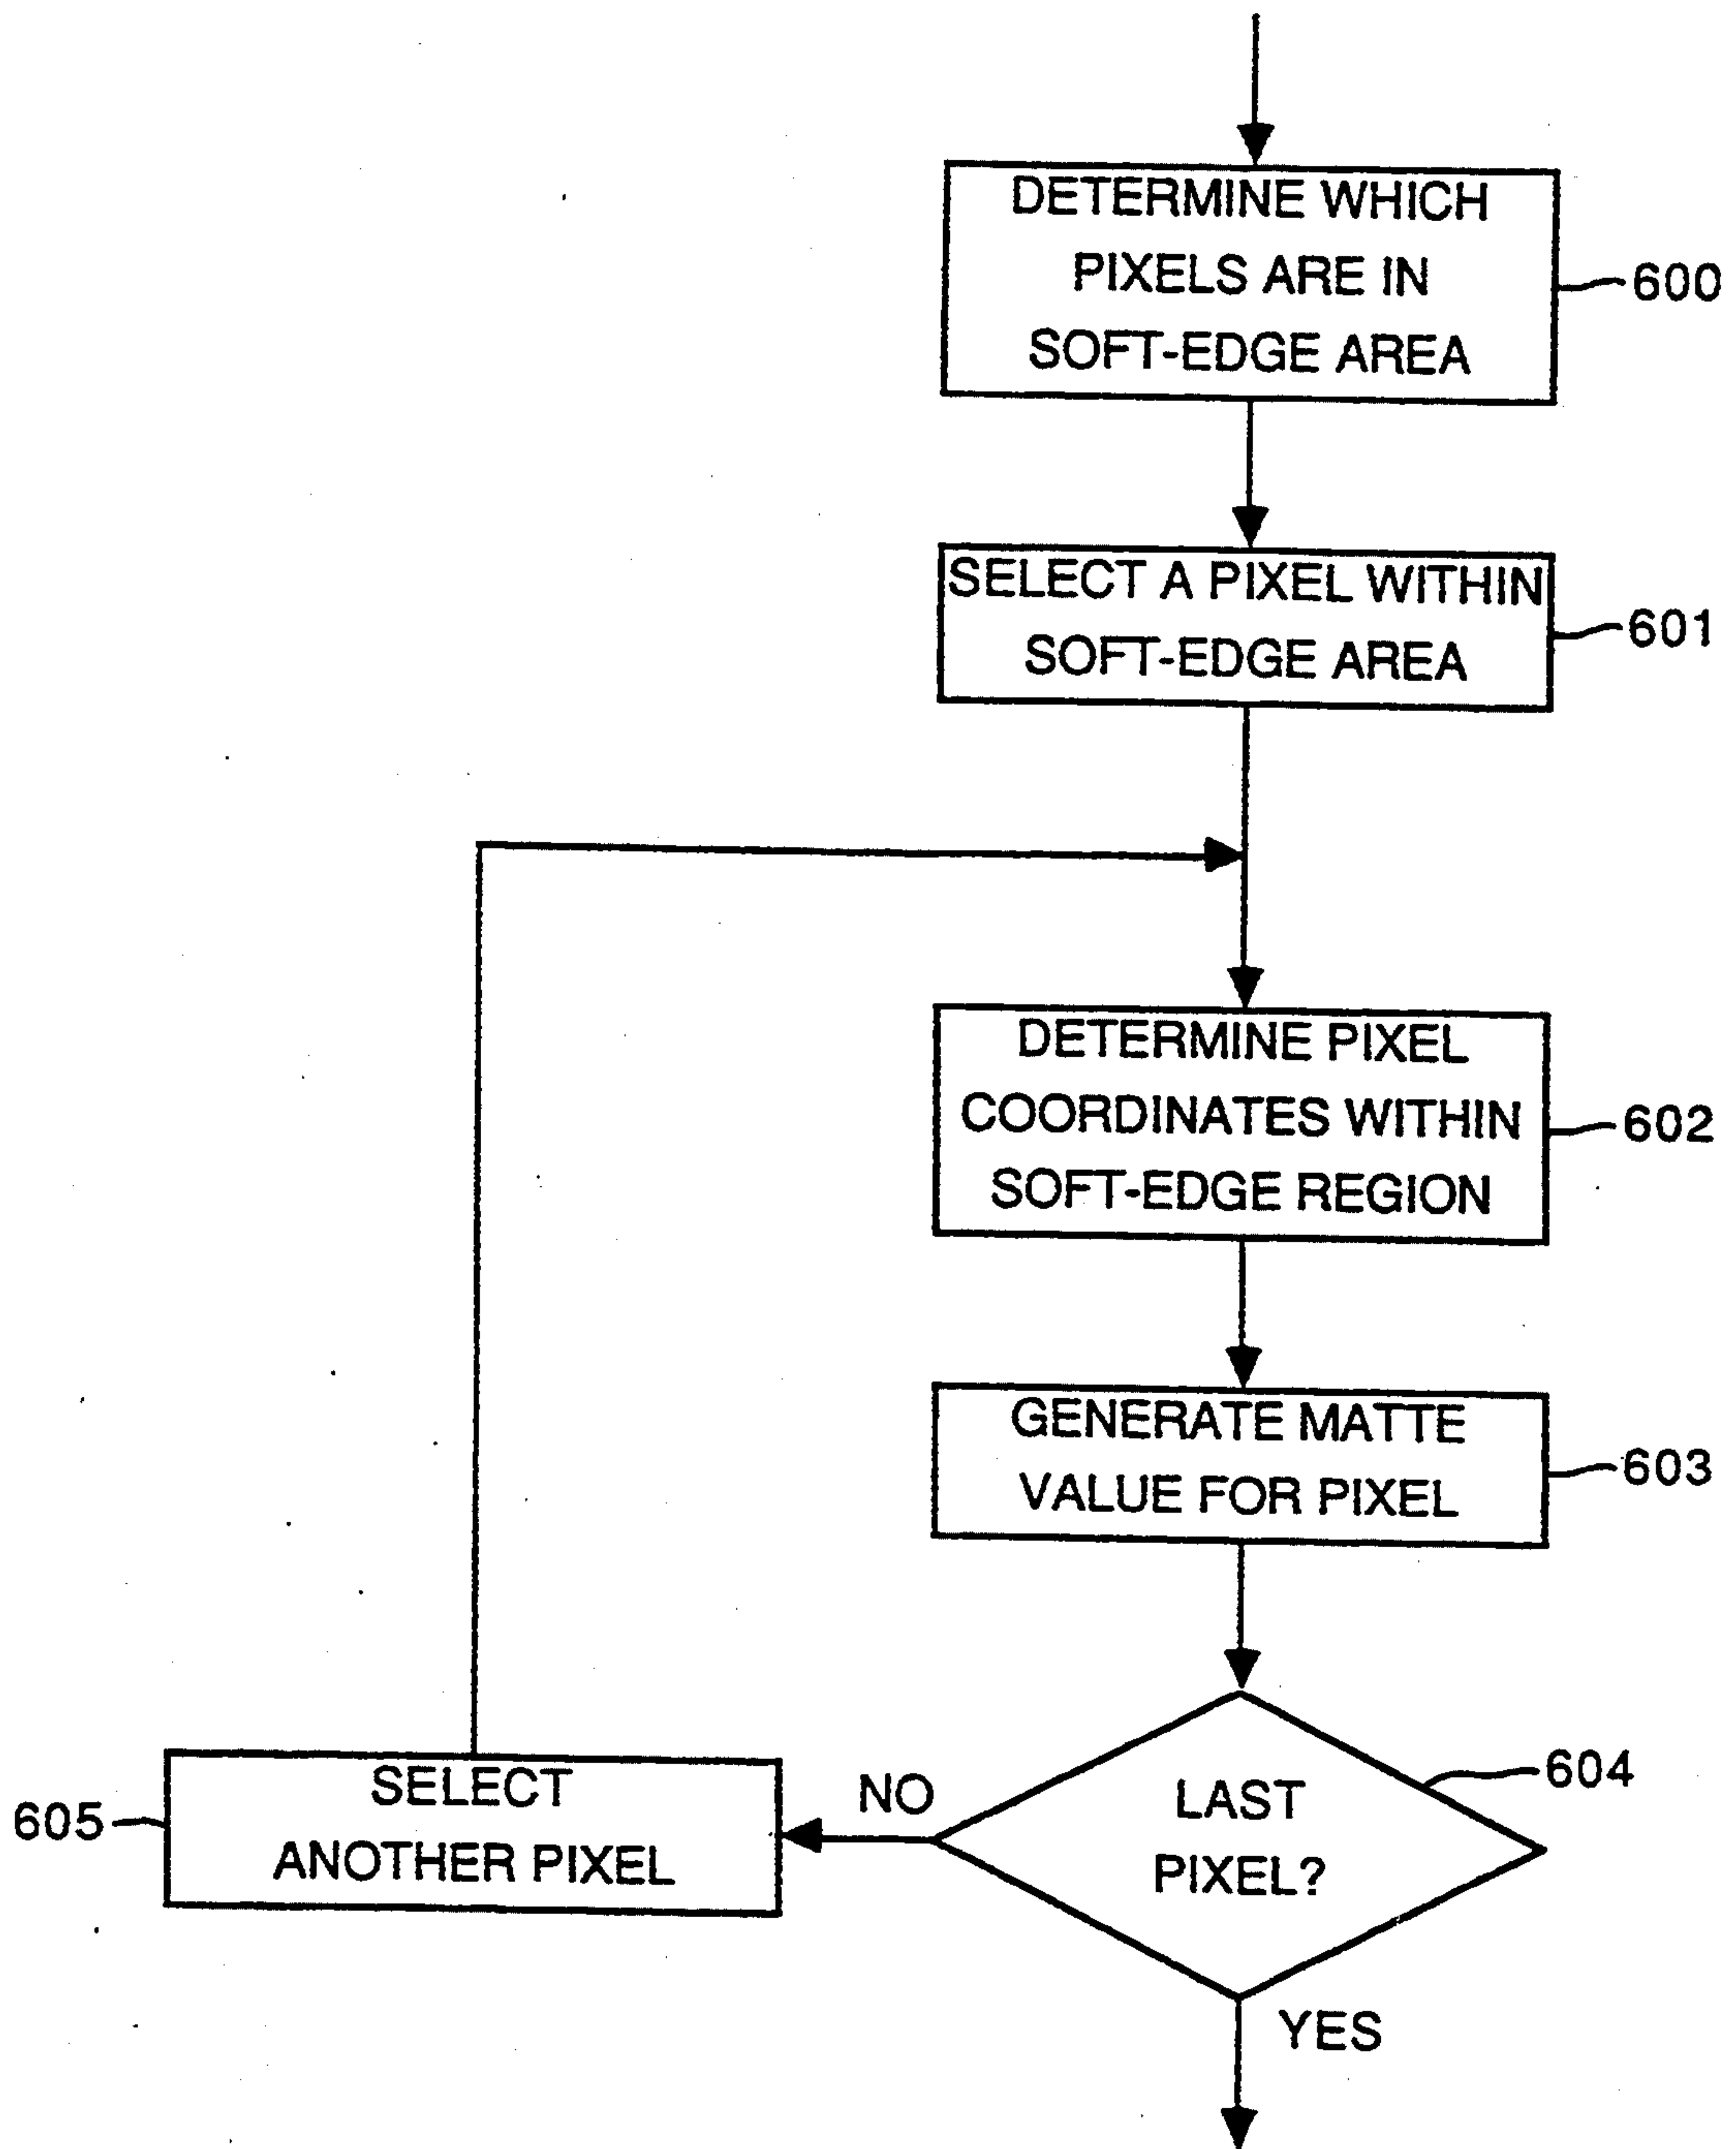 DETERMINE WHICH
PIXELS ARE IN
SOFT-EDGE AREA
600
SELECT A PIXEL WITHIN
SOFT-EDGE AREA
601
DETERMINE PIXEL
COORDINATES WITHIN
SOFT-EDGE REGION
602
GENERATE MATTE
VALUE FOR PIXEL
603
LAST
PIXEL?
604
NO
SELECT
ANOTHER PIXEL
605
YES